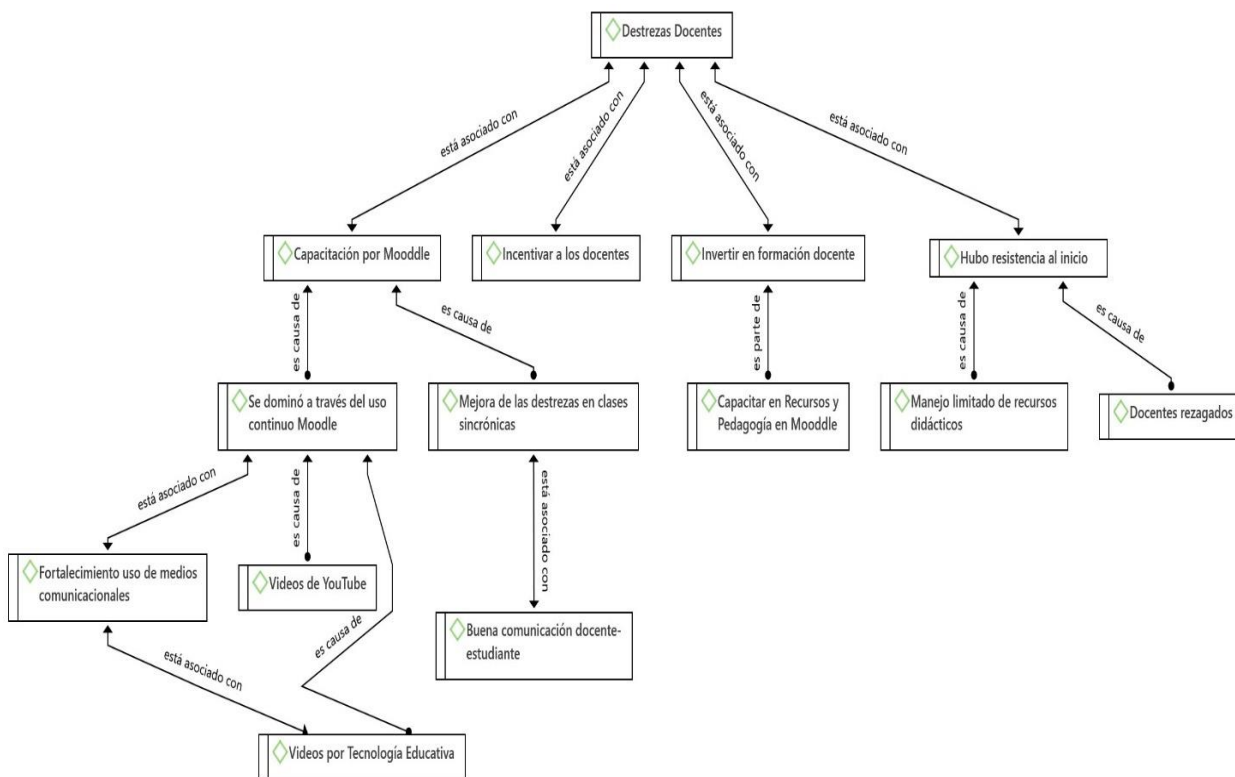 Destrezas Docentes
está asociado con
está asociado con
está asociado con
está asociado con
Capacitación por Mooddle
Incentivar a los docentes
Invertir en formación docente
Hubo resistencia al inicio
es causa de
es causa de
es parte de
es causa de
es causa de
Se dominó a través del uso
continuo Moodle
Mejora de las destrezas en clases
sincrónicas
Capacitar en Recursos y
Pedagogía en Mooddle
Manejo limitado de recursos
didácticos
Docentes rezagados
está asociado con
es causa de
es causa de
está asociado con
Fortalecimiento uso de medios
comunicacionales
Videos de YouTube
Buena comunicación docente-
estudiante
está asociado con
Videos por Tecnología Educativa